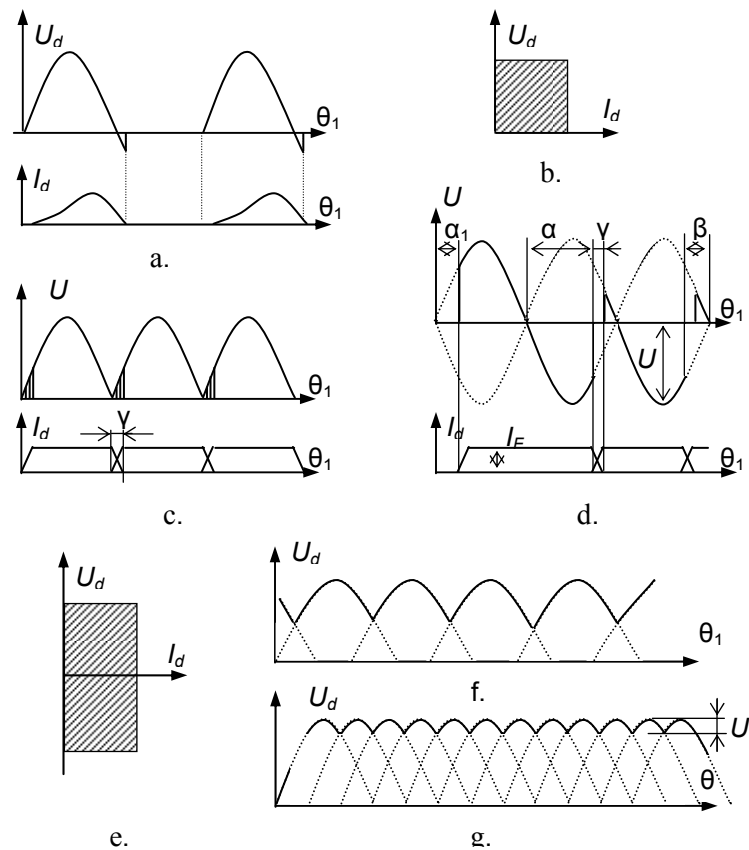 U_d
θ₁
I_d
θ₁
a.
U_d
I_d
b.
U
γ
I_d
θ₁
θ₁
c.
U
α₁
α
γ
β
θ₁
U
I_d
I_F
θ₁
d.
U_d
I_d
e.
U_d
θ₁
f.
U_d
U
θ
g.